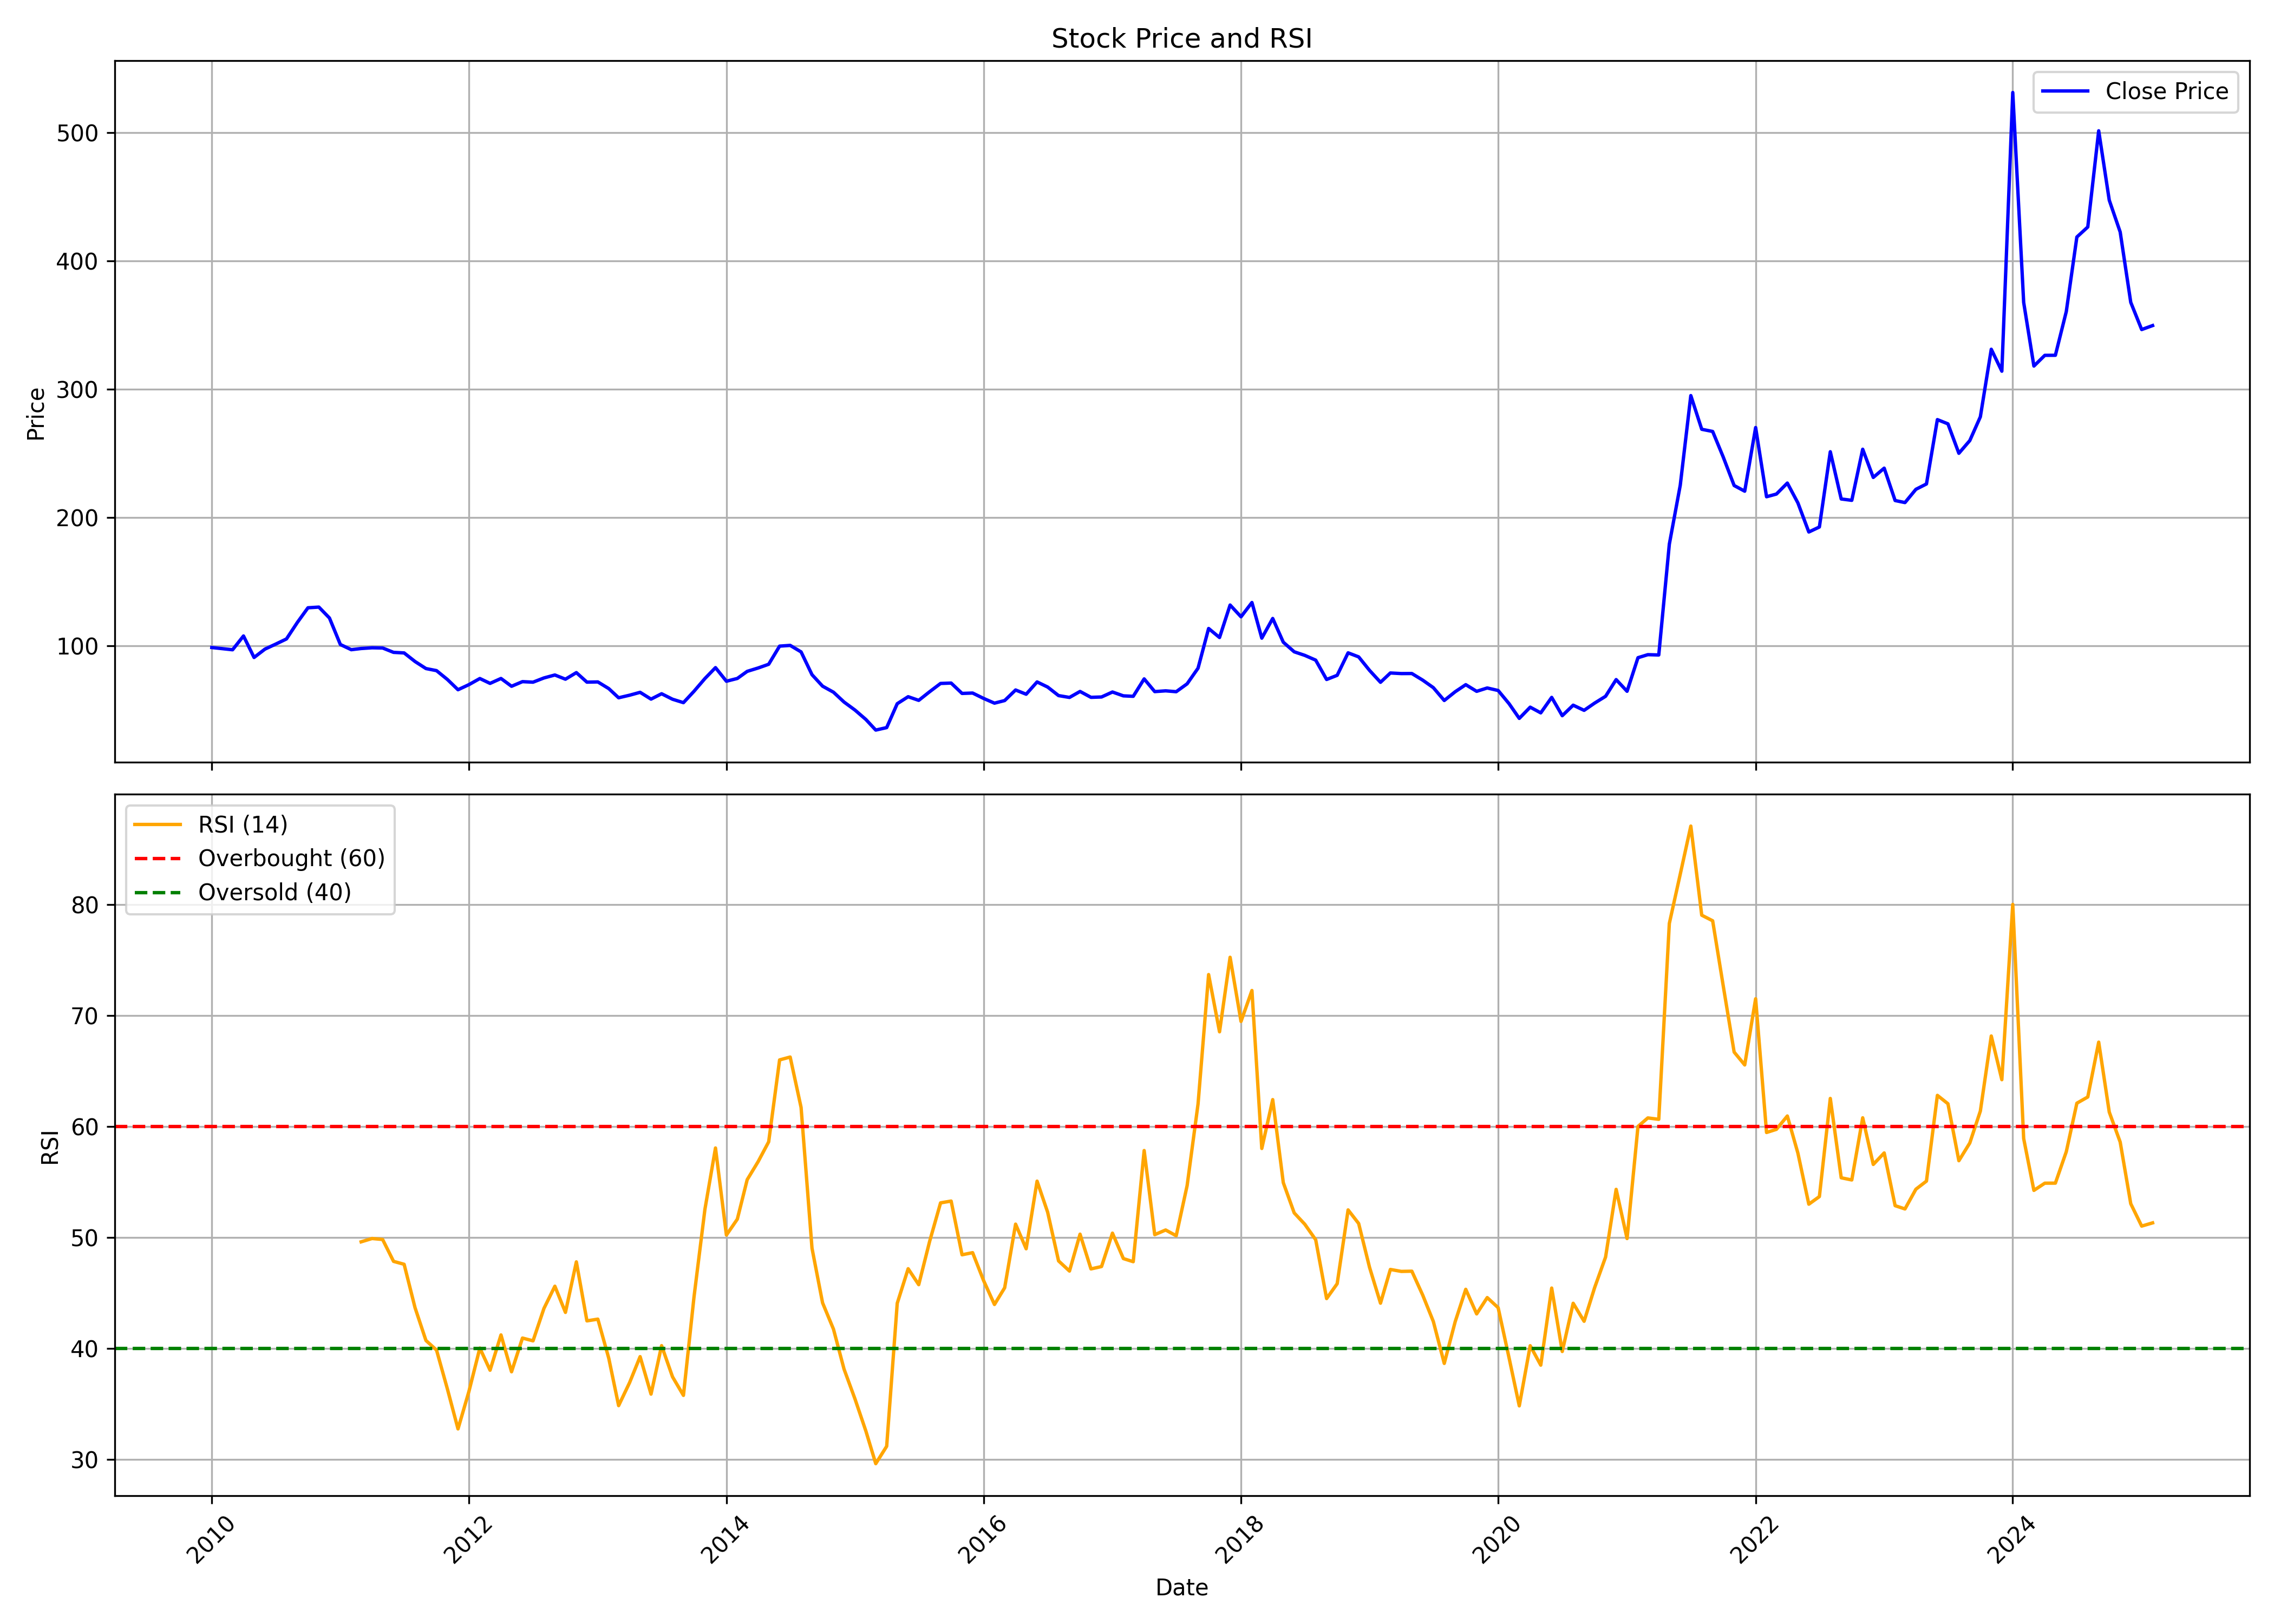 Stock Price and RSI
Close Price
500
400
300
200
100
Price
RSI (14)
Overbought (60)
Oversold (40)
80
70
60
50
40
30
RSI
2010
2012
2014
2016
2018
2020
2022
2024
Date